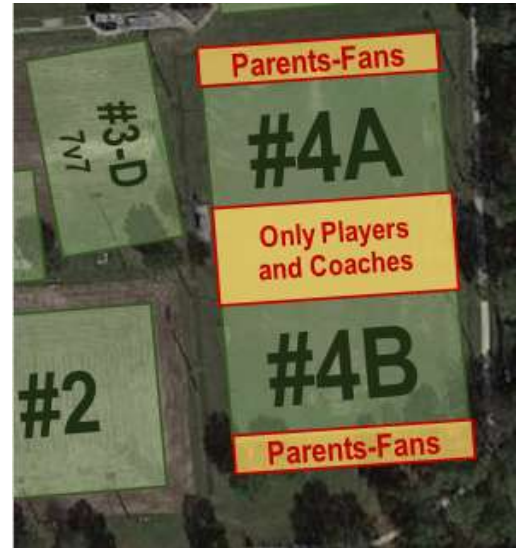 Parents-Fans
#3-D
7v7
#4A
Only Players
and Coaches
#4B
#2
Parents-Fans